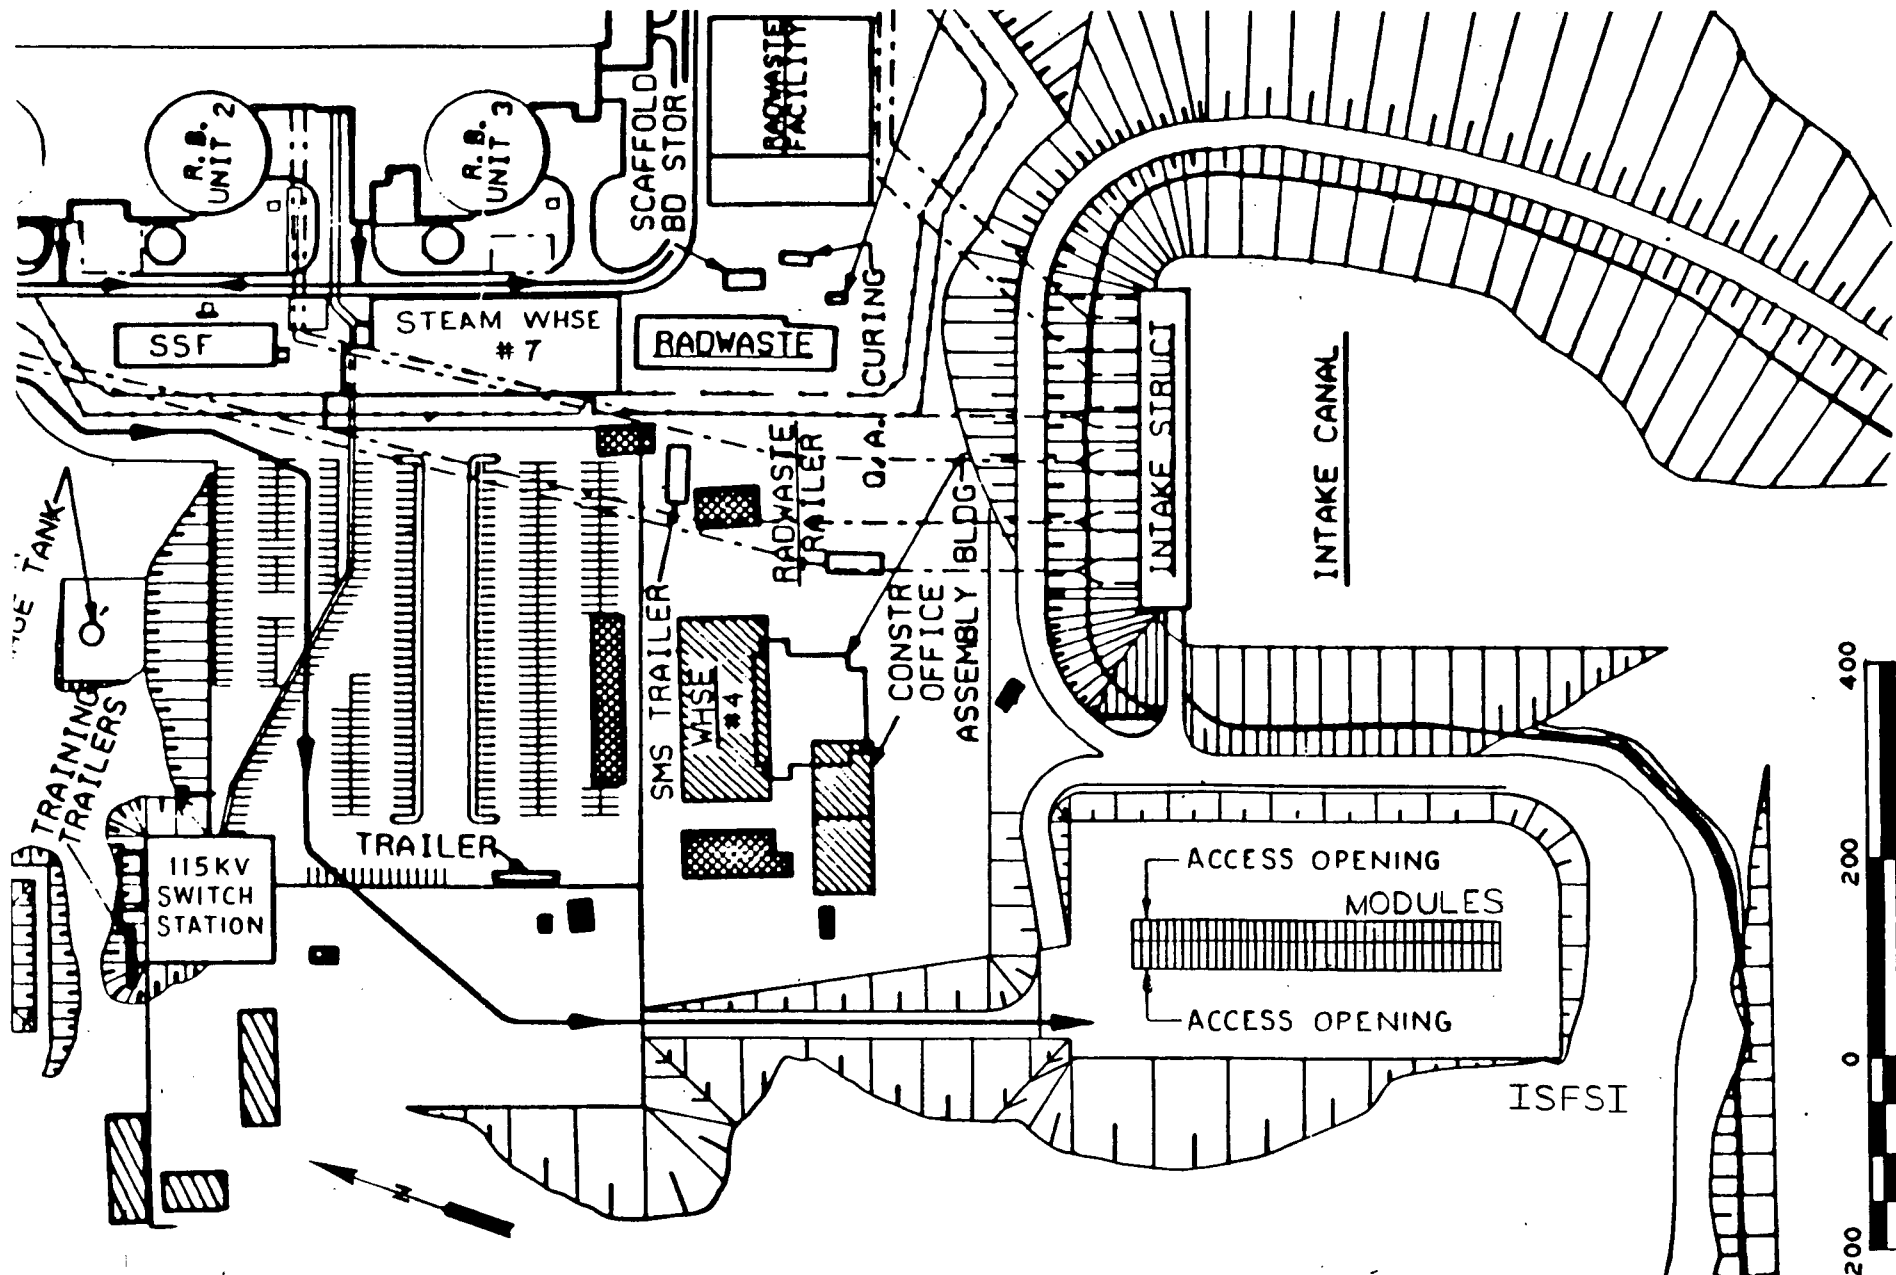 R. B.
UNIT 2
R. B.
UNIT 3
SCAFFOLD
BD STOR
RADWASTE
FACILITY
SSF
STEAM WHSE
#7
RADWASTE
Q.A. CURING
INTAKE STRUCT
INTAKE CANAL
TANK
RADWASTE
TRAILER
SMS TRAILER
WHSE
#4
CONSTR
OFFICE
ASSEMBLY BLDG
TRAINING
TRAILERS
TRAILER
115KV
SWITCH
STATION
ACCESS OPENING
MODULES
ACCESS OPENING
ISFSI
N
400
200
0
200